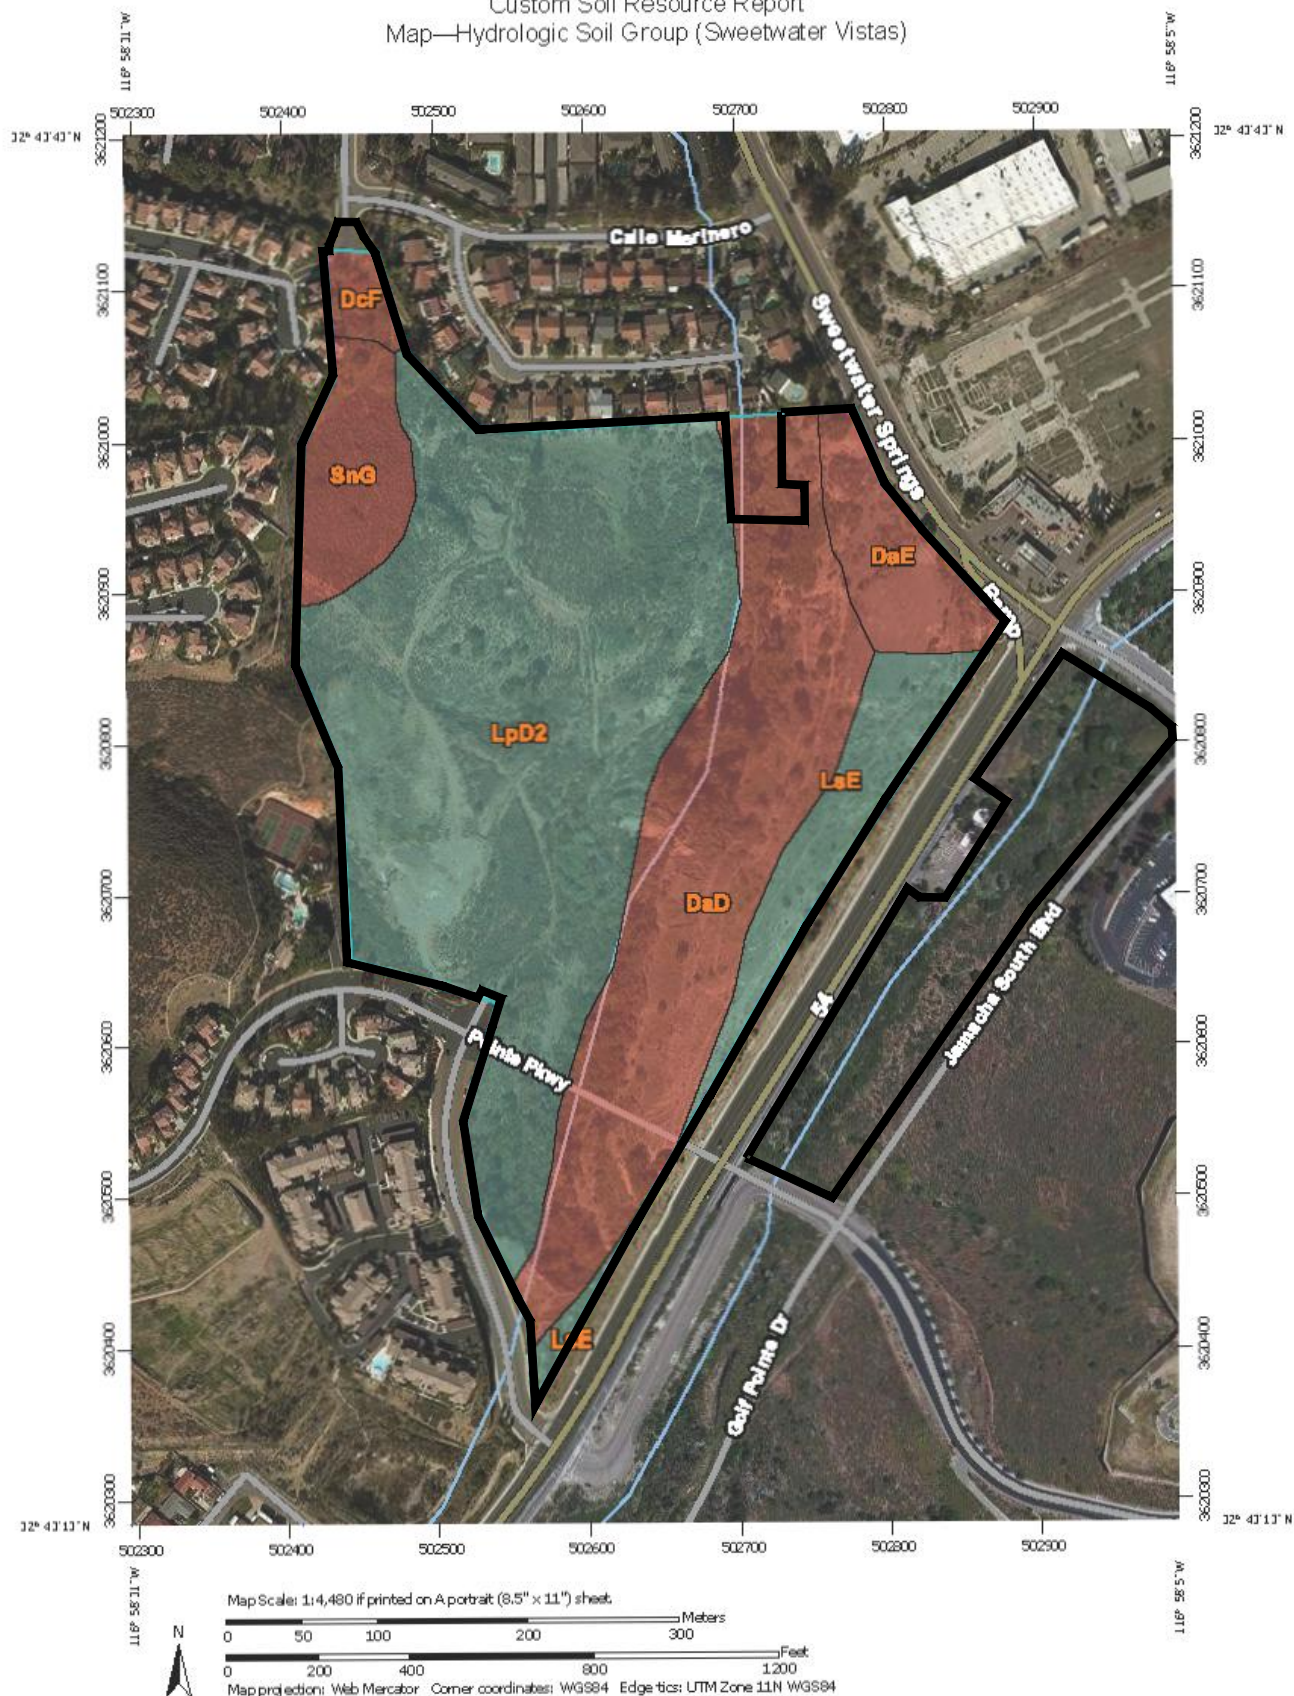 Custom Soil Resource Report
Map—Hydrologic Soil Group (Sweetwater Vistas)
116° 58'31"W
116° 58'5"W
502300 502400 502500 502600 502700 502800 502900
32° 43'43"N
32° 43'43"N
3621200
3621200
Calle Marinero
3621100
3621100
DcF
Sweetwater Springs
3621000
3621000
SnG
DaE
3620900
3620900
Ramp
LpD2
3620800
3620800
LsE
DaD
3620700
3620700
Jamacha South Blvd
54
3620600
3620600
Pointe Pkwy
3620500
3620500
LsE
3620400
3620400
Golf Pointe Dr
3620300
3620300
32° 43'13"N
32° 43'13"N
502300 502400 502500 502600 502700 502800 502900
116° 58'31"W
116° 58'5"W
Map Scale: 1:4,480 if printed on A portrait (8.5" x 11") sheet.
Meters
0 50 100 200 300
N
Feet
0 200 400 800 1200
Map projection: Web Mercator Corner coordinates: WGS84 Edge tics: UTM Zone 11N WGS84